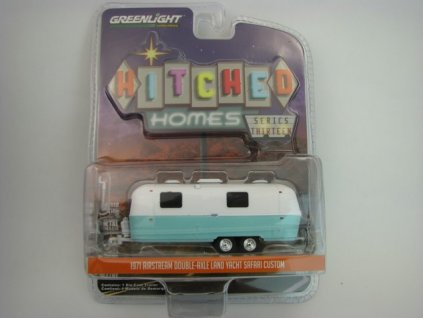 GREENLIGHT
HITCHED
HOMES
SERIES
THIRTEEN
1971 AIRSTREAM DOUBLE-AXLE LAND YACHT SAFARI CUSTOM